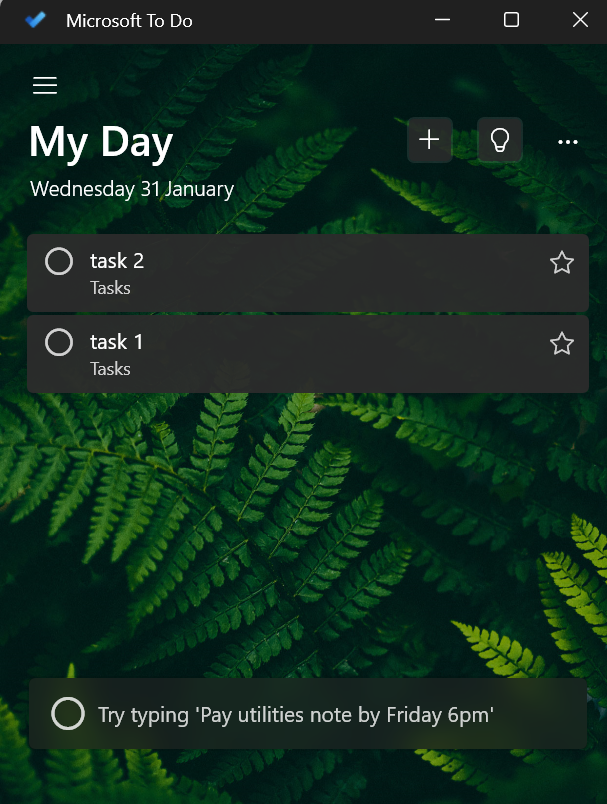 Microsoft To Do
My Day
Wednesday 31 January
task 2
Tasks
task 1
Tasks
Try typing 'Pay utilities note by Friday 6pm'